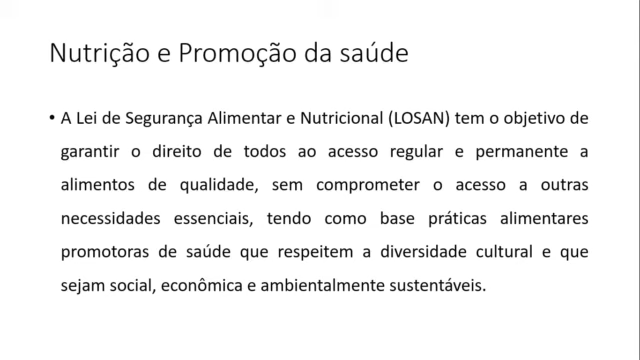 Nutrição e Promoção da saúde
• A Lei de Segurança Alimentar e Nutricional (LOSAN) tem o objetivo de
garantir o direito de todos ao acesso regular e permanente a
alimentos de qualidade, sem comprometer o acesso a outras
necessidades essenciais, tendo como base práticas alimentares
promotoras de saúde que respeitem a diversidade cultural e que
sejam social, econômica e ambientalmente sustentáveis.